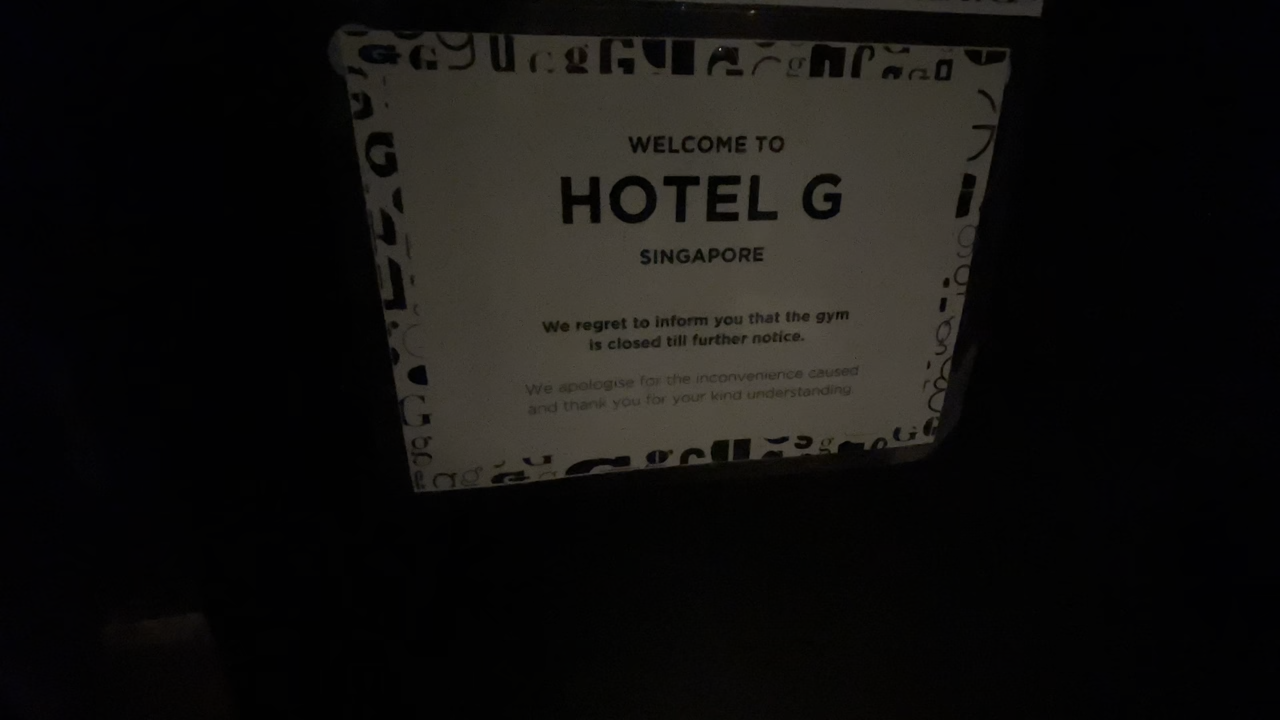 WELCOME TO
HOTEL G
SINGAPORE
We regret to inform you that the gym
is closed till further notice.
We apologise for the inconvenience caused
and thank you for your kind understanding.